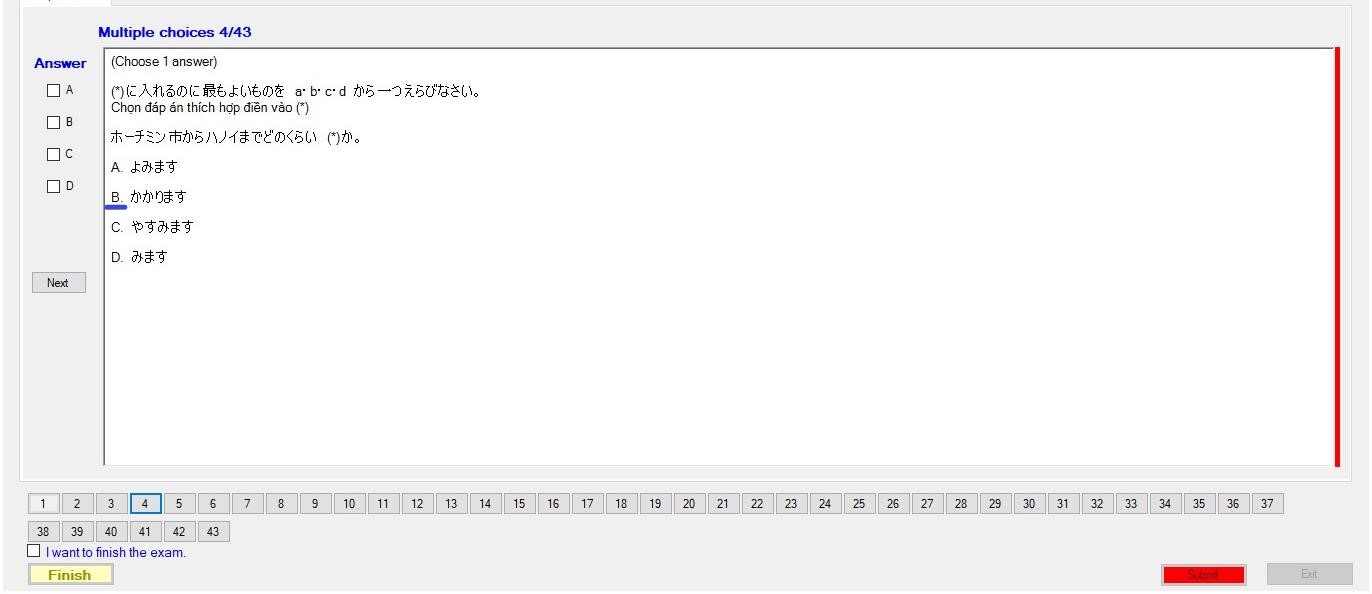 Multiple choices 4/43
Answer
(Choose 1 answer)
A
(*)に入れるのに最もよいものを a・b・c・d から一つえらびなさい。
Chọn đáp án thích hợp điền vào (*)
B
ホーチミン市からハノイまでどのくらい (*)か。
C
A. よみます
D
B. かかります
C. やすみます
D. みます
Next
1 2 3 4 5 6 7 8 9 10 11 12 13 14 15 16 17 18 19 20 21 22 23 24 25 26 27 28 29 30 31 32 33 34 35 36 37
38 39 40 41 42 43
I want to finish the exam.
Finish
Submit
Exit